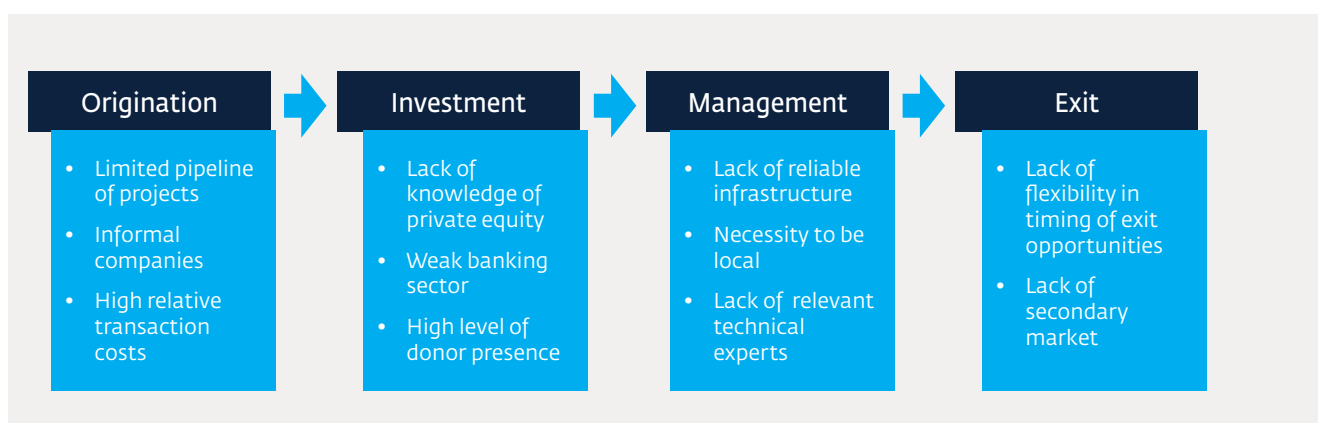 Origination
• Limited pipeline
of projects
• Informal
companies
• High relative
transaction
costs
Investment
• Lack of
knowledge of
private equity
• Weak banking
sector
• High level of
donor presence
Management
• Lack of reliable
infrastructure
• Necessity to be
local
• Lack of  relevant
technical
experts
Exit
• Lack of
flexibility in
timing of exit
opportunities
• Lack of
secondary
market